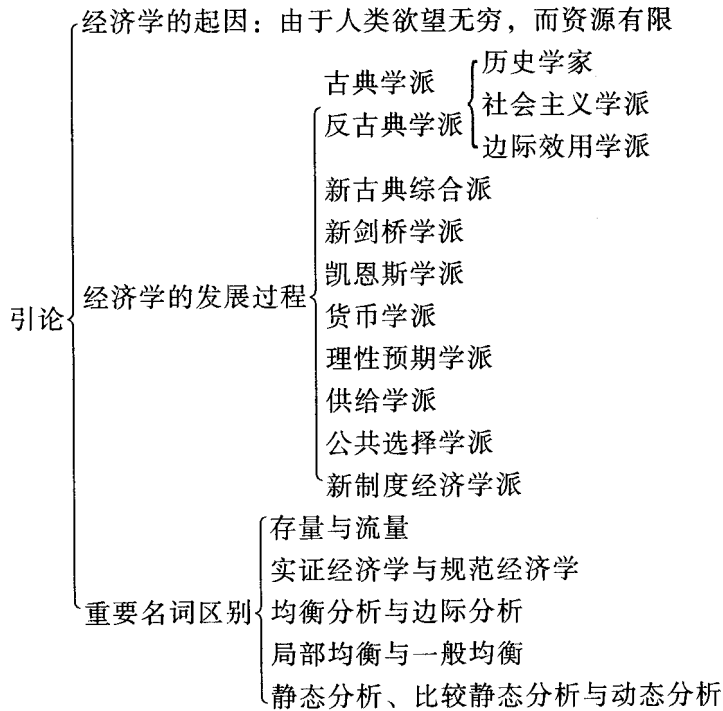 经济学的起因：由于人类欲望无穷，而资源有限
历史学家
古典学派
社会主义学派
反古典学派
边际效用学派
新古典综合派
新剑桥学派
凯恩斯学派
经济学的发展过程
货币学派
引论
理性预期学派
供给学派
公共选择学派
新制度经济学派
存量与流量
实证经济学与规范经济学
重要名词区别
均衡分析与边际分析
局部均衡与一般均衡
静态分析、比较静态分析与动态分析